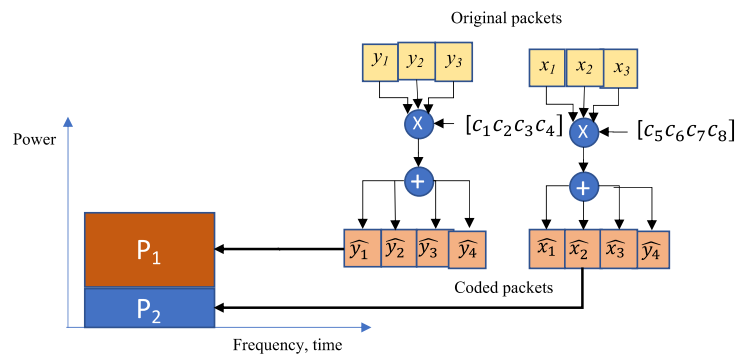 Original packets
y₁ y₂ y₃
x₁ x₂ x₃
X [c₁c₂c₃c₄]
X [c₅c₆c₇c₈]
Power
+
+
P₁
ŷ₁ ŷ₂ ŷ₃ ŷ₄
x̂₁ x̂₂ x̂₃ ŷ₄
Coded packets
P₂
Frequency, time